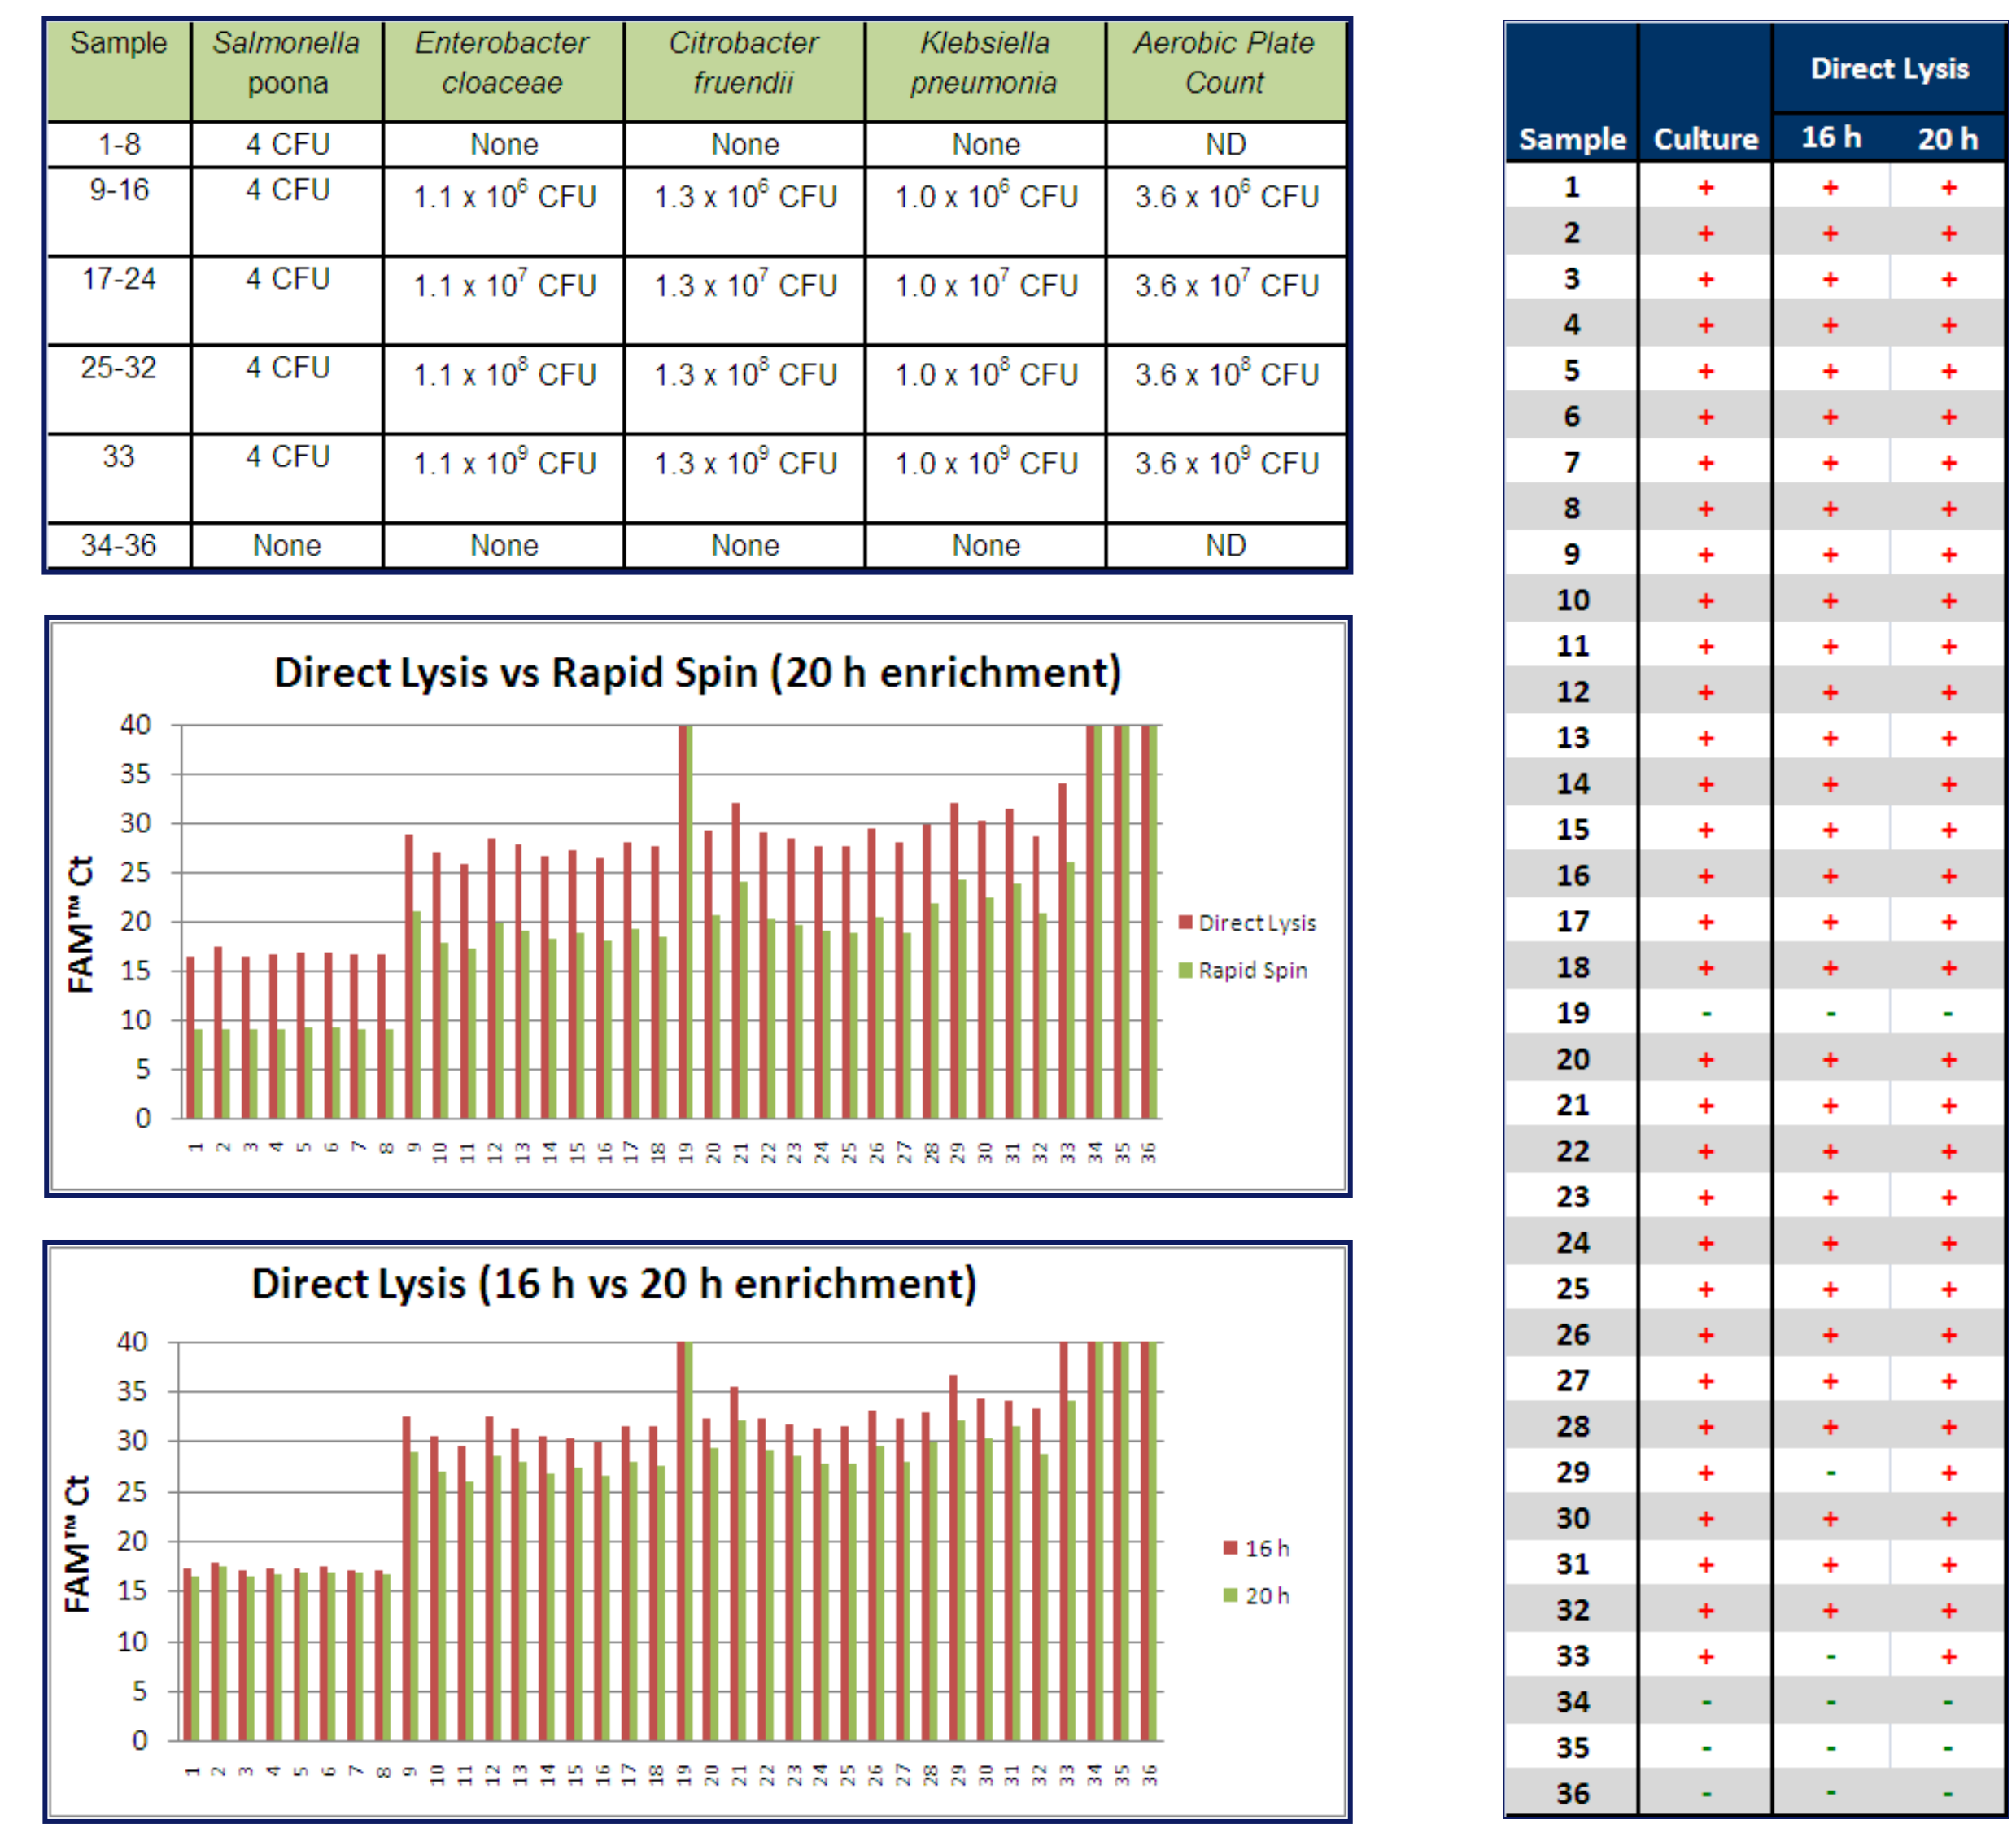 Sample Salmonella poona Enterobacter cloaceae Citrobacter fruendii Klebsiella pneumonia Aerobic Plate Count
1-8 4 CFU None None None ND
9-16 4 CFU 1.1 x 10⁶ CFU 1.3 x 10⁶ CFU 1.0 x 10⁶ CFU 3.6 x 10⁶ CFU
17-24 4 CFU 1.1 x 10⁷ CFU 1.3 x 10⁷ CFU 1.0 x 10⁷ CFU 3.6 x 10⁷ CFU
25-32 4 CFU 1.1 x 10⁸ CFU 1.3 x 10⁸ CFU 1.0 x 10⁸ CFU 3.6 x 10⁸ CFU
33 4 CFU 1.1 x 10⁹ CFU 1.3 x 10⁹ CFU 1.0 x 10⁹ CFU 3.6 x 10⁹ CFU
34-36 None None None None ND
Direct Lysis vs Rapid Spin (20 h enrichment)
FAM™ Ct
40
35
30
25
20
15
10
5
0
1 2 3 4 5 6 7 8 9 10 11 12 13 14 15 16 17 18 19 20 21 22 23 24 25 26 27 28 29 30 31 32 33 34 35 36
Direct Lysis
Rapid Spin
Direct Lysis (16 h vs 20 h enrichment)
FAM™ Ct
40
35
30
25
20
15
10
5
0
1 2 3 4 5 6 7 8 9 10 11 12 13 14 15 16 17 18 19 20 21 22 23 24 25 26 27 28 29 30 31 32 33 34 35 36
16 h
20 h
Direct Lysis
Sample Culture 16 h 20 h
1 + + +
2 + + +
3 + + +
4 + + +
5 + + +
6 + + +
7 + + +
8 + + +
9 + + +
10 + + +
11 + + +
12 + + +
13 + + +
14 + + +
15 + + +
16 + + +
17 + + +
18 + + +
19 - - -
20 + + +
21 + + +
22 + + +
23 + + +
24 + + +
25 + + +
26 + + +
27 + + +
28 + + +
29 + - +
30 + + +
31 + + +
32 + + +
33 + - +
34 - - -
35 - - -
36 - - -